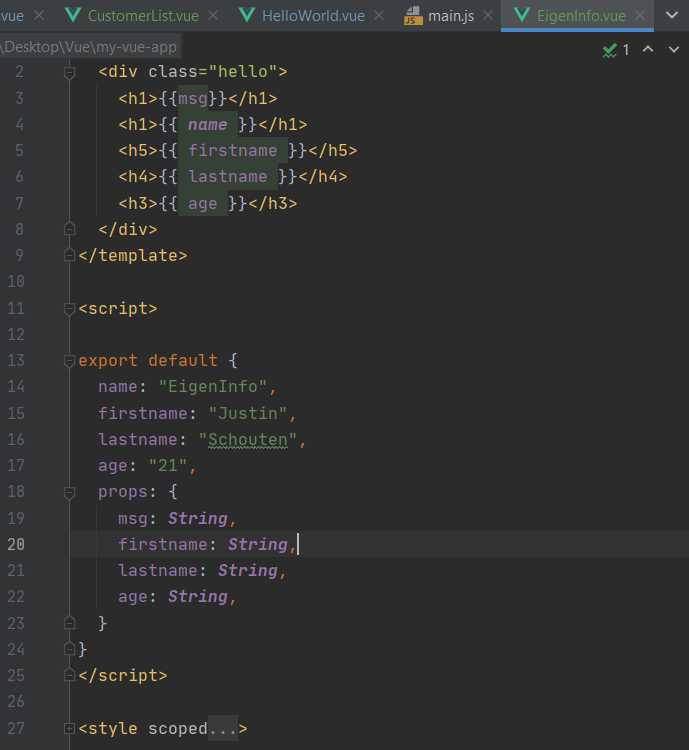 .vue CustomerList.vue HelloWorld.vue JS main.js EigenInfo.vue
\Desktop\Vue\my-vue-app
1
2 <div class="hello">
3 <h1>{{msg}}</h1>
4 <h1>{{ name }}</h1>
5 <h5>{{ firstname }}</h5>
6 <h4>{{ lastname }}</h4>
7 <h3>{{ age }}</h3>
8 </div>
9 </template>
10
11 <script>
12
13 export default {
14 name: "EigenInfo",
15 firstname: "Justin",
16 lastname: "Schouten",
17 age: "21",
18 props: {
19 msg: String,
20 firstname: String,
21 lastname: String,
22 age: String,
23 }
24 }
25 </script>
26
27 <style scoped...>